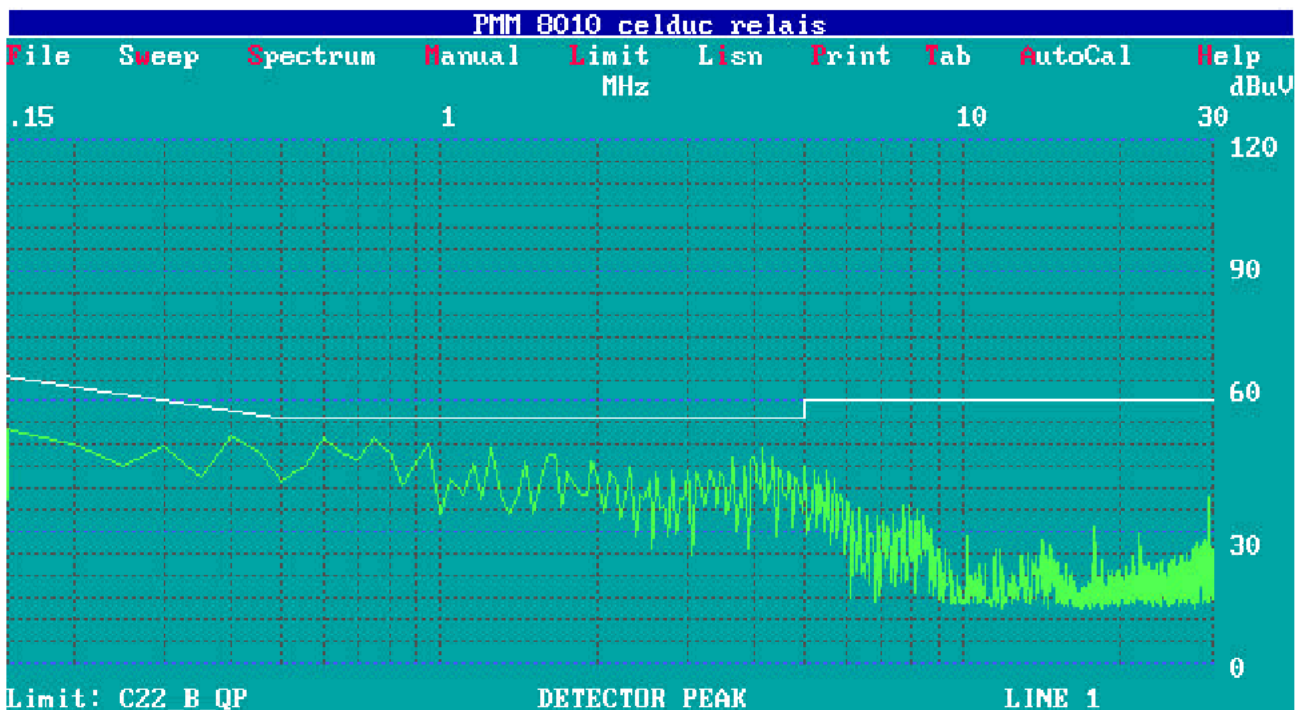 PMM 8010 celduc relais
File Sweep Spectrum Manual Limit Lisn Print Tab AutoCal Help
MHz dBuV
.15 1 10 30
120
90
60
30
0
Limit: C22 B QP DETECTOR PEAK LINE 1